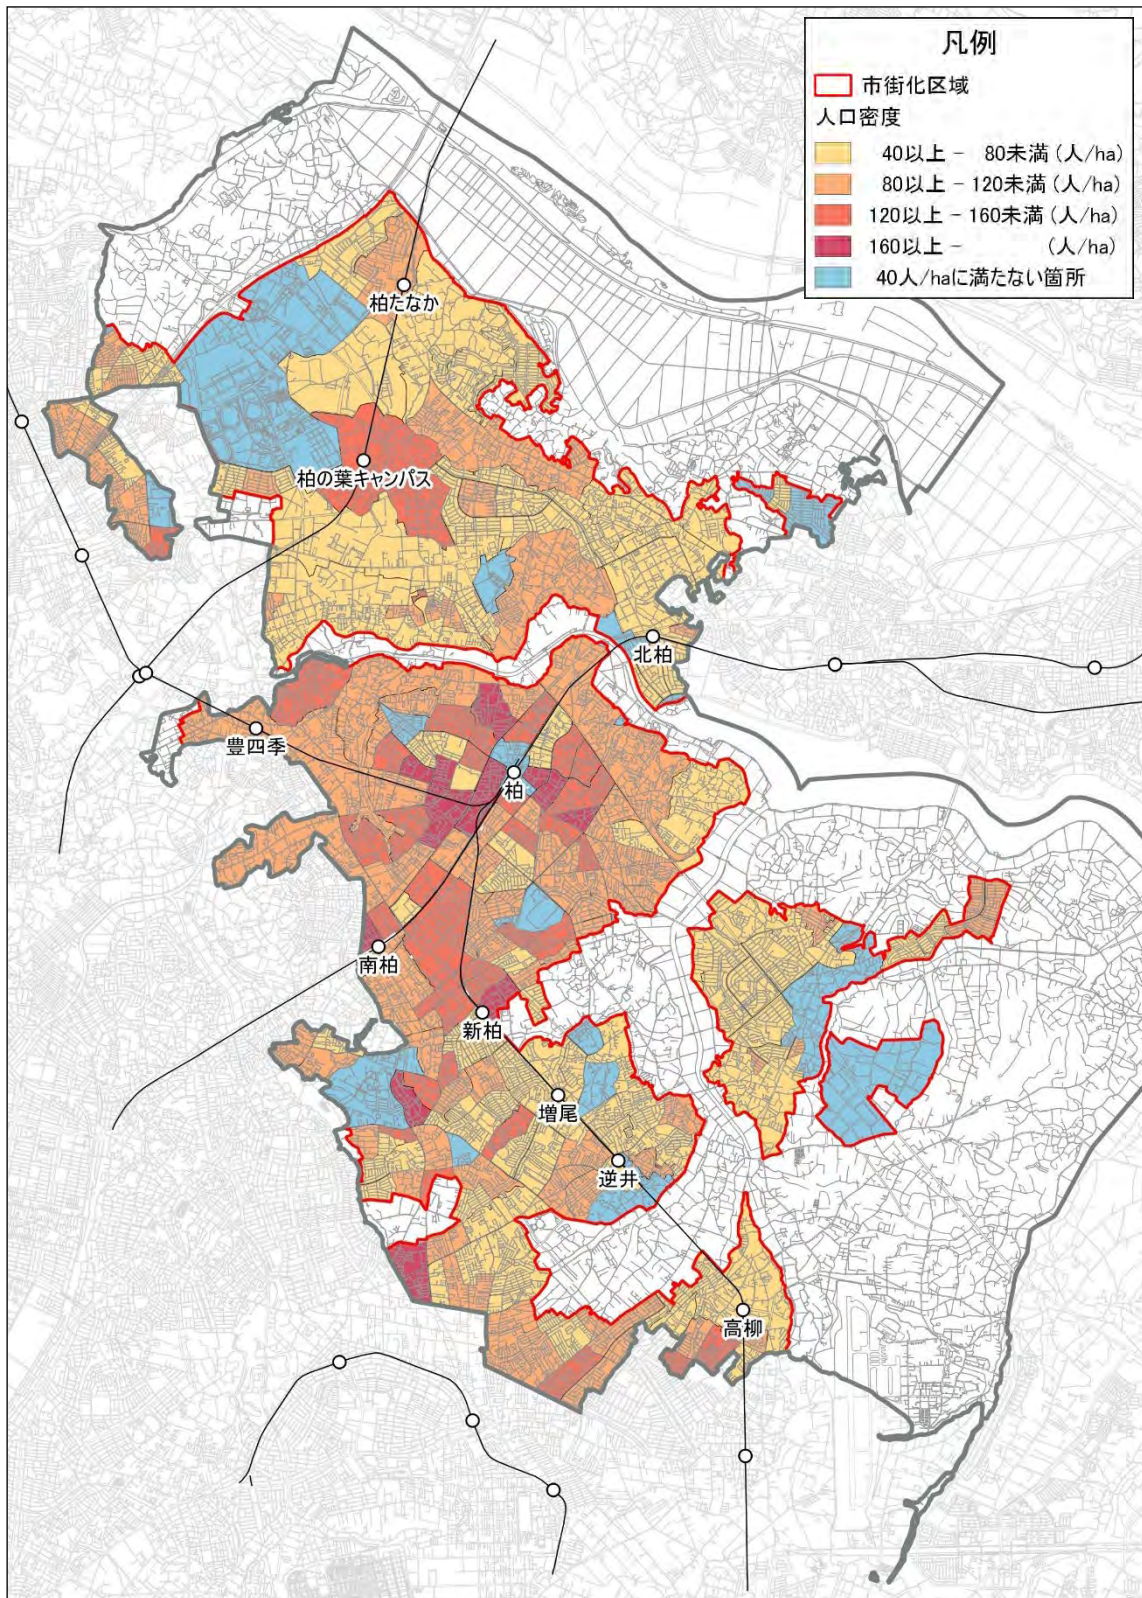 凡例
市街化区域
人口密度
40以上 - 80未満 (人/ha)
80以上 - 120未満 (人/ha)
120以上 - 160未満 (人/ha)
160以上 - (人/ha)
40人/haに満たない箇所
柏たなか
柏の葉キャンパス
北柏
豊四季
柏
南柏
新柏
増尾
逆井
高柳